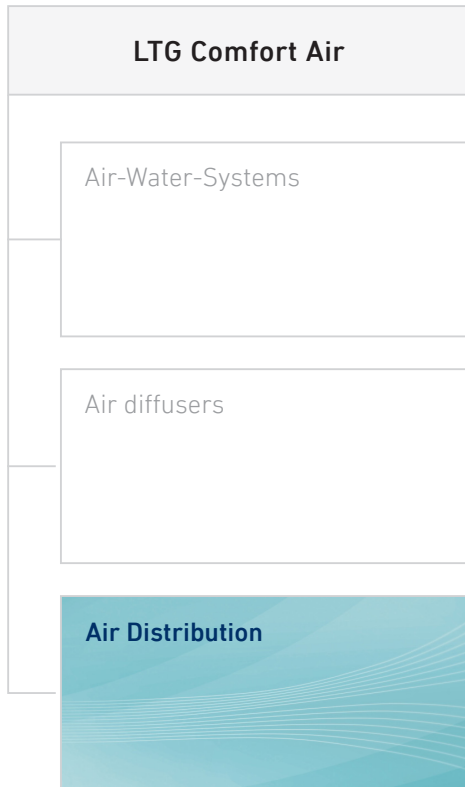 LTG Comfort Air
Air-Water-Systems
Air diffusers
Air Distribution